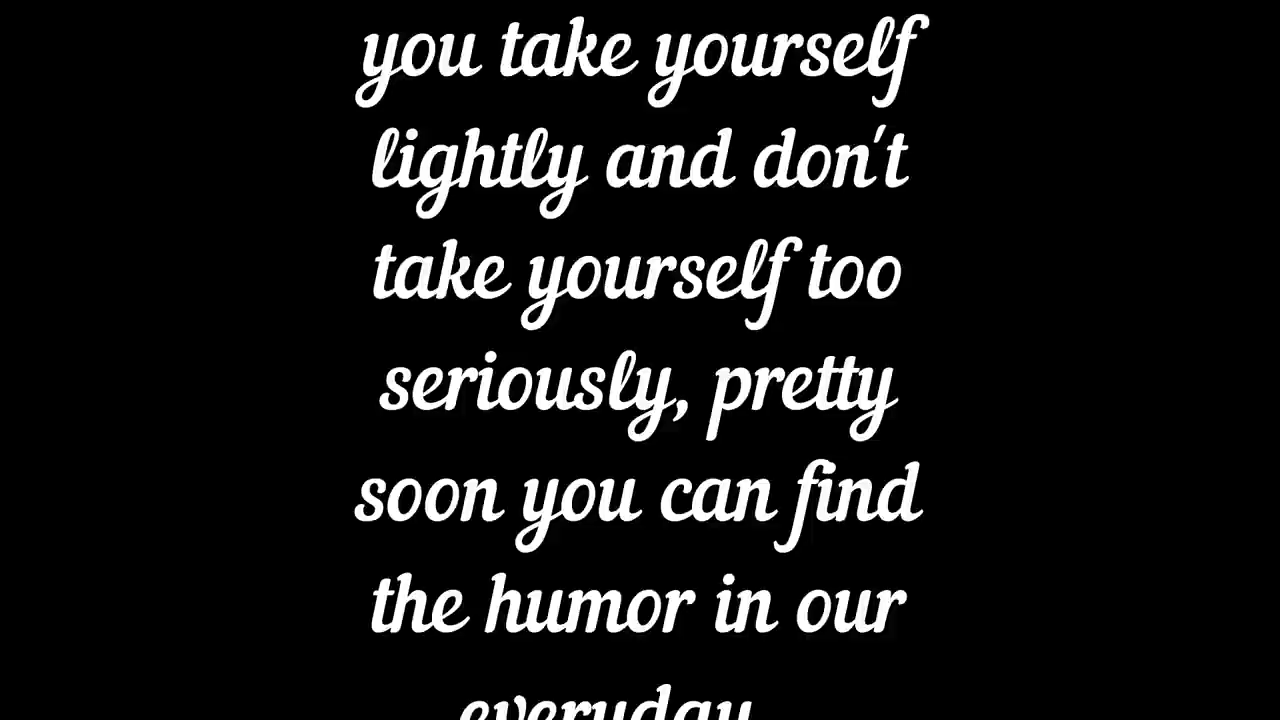 you take yourself
lightly and don't
take yourself too
seriously, pretty
soon you can find
the humor in our
everyday